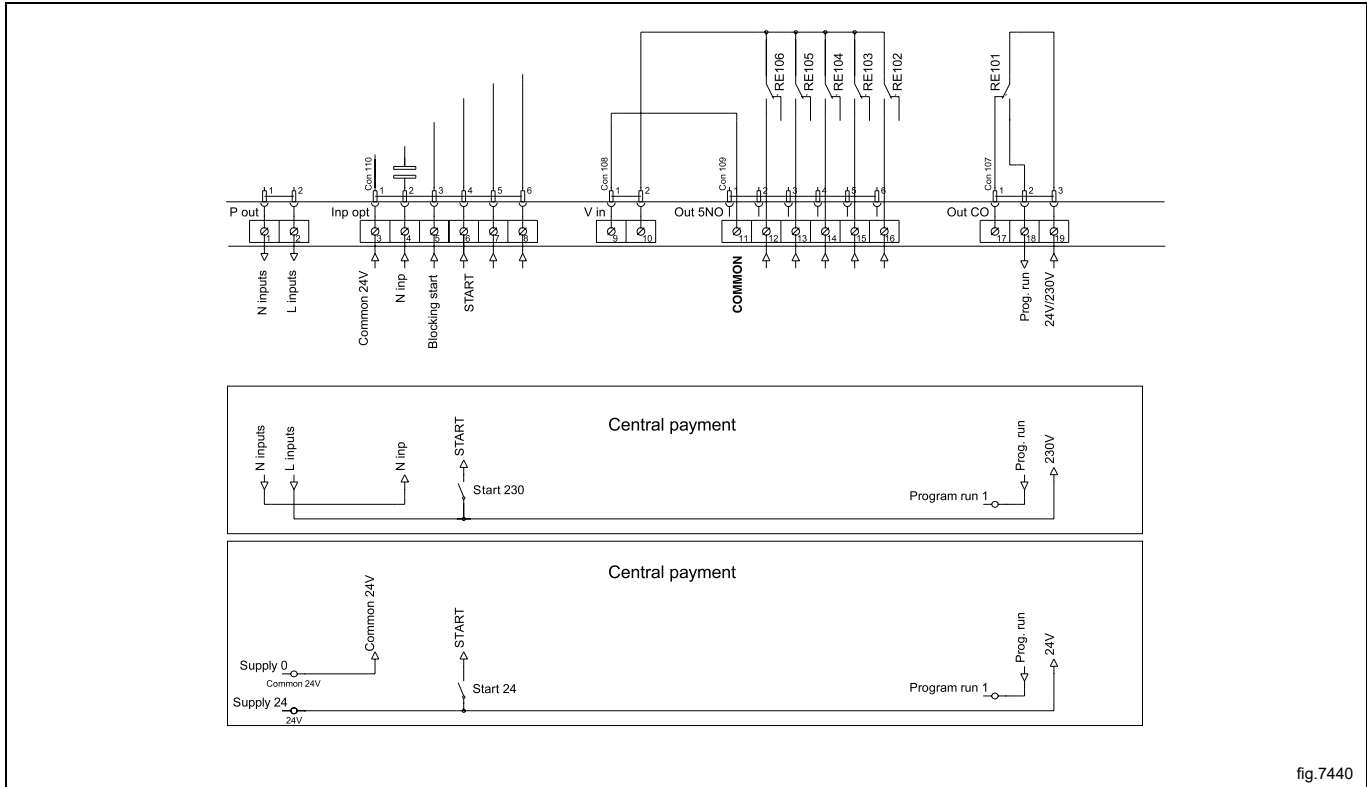 RE106
RE105
RE104
RE103
RE102
RE101
Con 110
Con 108
Con 109
Con 107
1 2
1 2 3 4 5 6
1 2
1 2 3 4 5 6
1 2 3
P out
Inp opt
V in
Out 5NO
Out CO
1 2
3 4 5 6 7 8
9 10
11 12 13 14 15 16
17 18 19
N inputs
L inputs
Common 24V
N inp
Blocking start
START
COMMON
Prog. run
24V/230V
Central payment
N inputs
L inputs
N inp
START
Start 230
Program run 1
Prog. run
230V
Central payment
Common 24V
START
Supply 0
Common 24V
Supply 24
24V
Start 24
Program run 1
Prog. run
24V
fig.7440